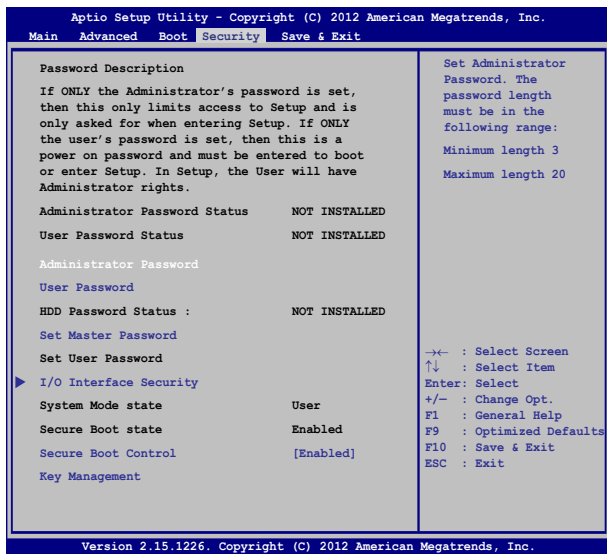 Aptio Setup Utility - Copyright (C) 2012 American Megatrends, Inc.
Main Advanced Boot Security Save & Exit
Password Description
If ONLY the Administrator's password is set,
then this only limits access to Setup and is
only asked for when entering Setup. If ONLY
the user's password is set, then this is a
power on password and must be entered to boot
or enter Setup. In Setup, the User will have
Administrator rights.
Administrator Password Status NOT INSTALLED
User Password Status NOT INSTALLED
Administrator Password
User Password
HDD Password Status : NOT INSTALLED
Set Master Password
Set User Password
I/O Interface Security
System Mode state User
Secure Boot state Enabled
Secure Boot Control [Enabled]
Key Management
Set Administrator
Password. The
password length
must be in the
following range:
Minimum length 3
Maximum length 20
→← : Select Screen
↑↓ : Select Item
Enter: Select
+/— : Change Opt.
F1 : General Help
F9 : Optimized Defaults
F10 : Save & Exit
ESC : Exit
Version 2.15.1226. Copyright (C) 2012 American Megatrends, Inc.